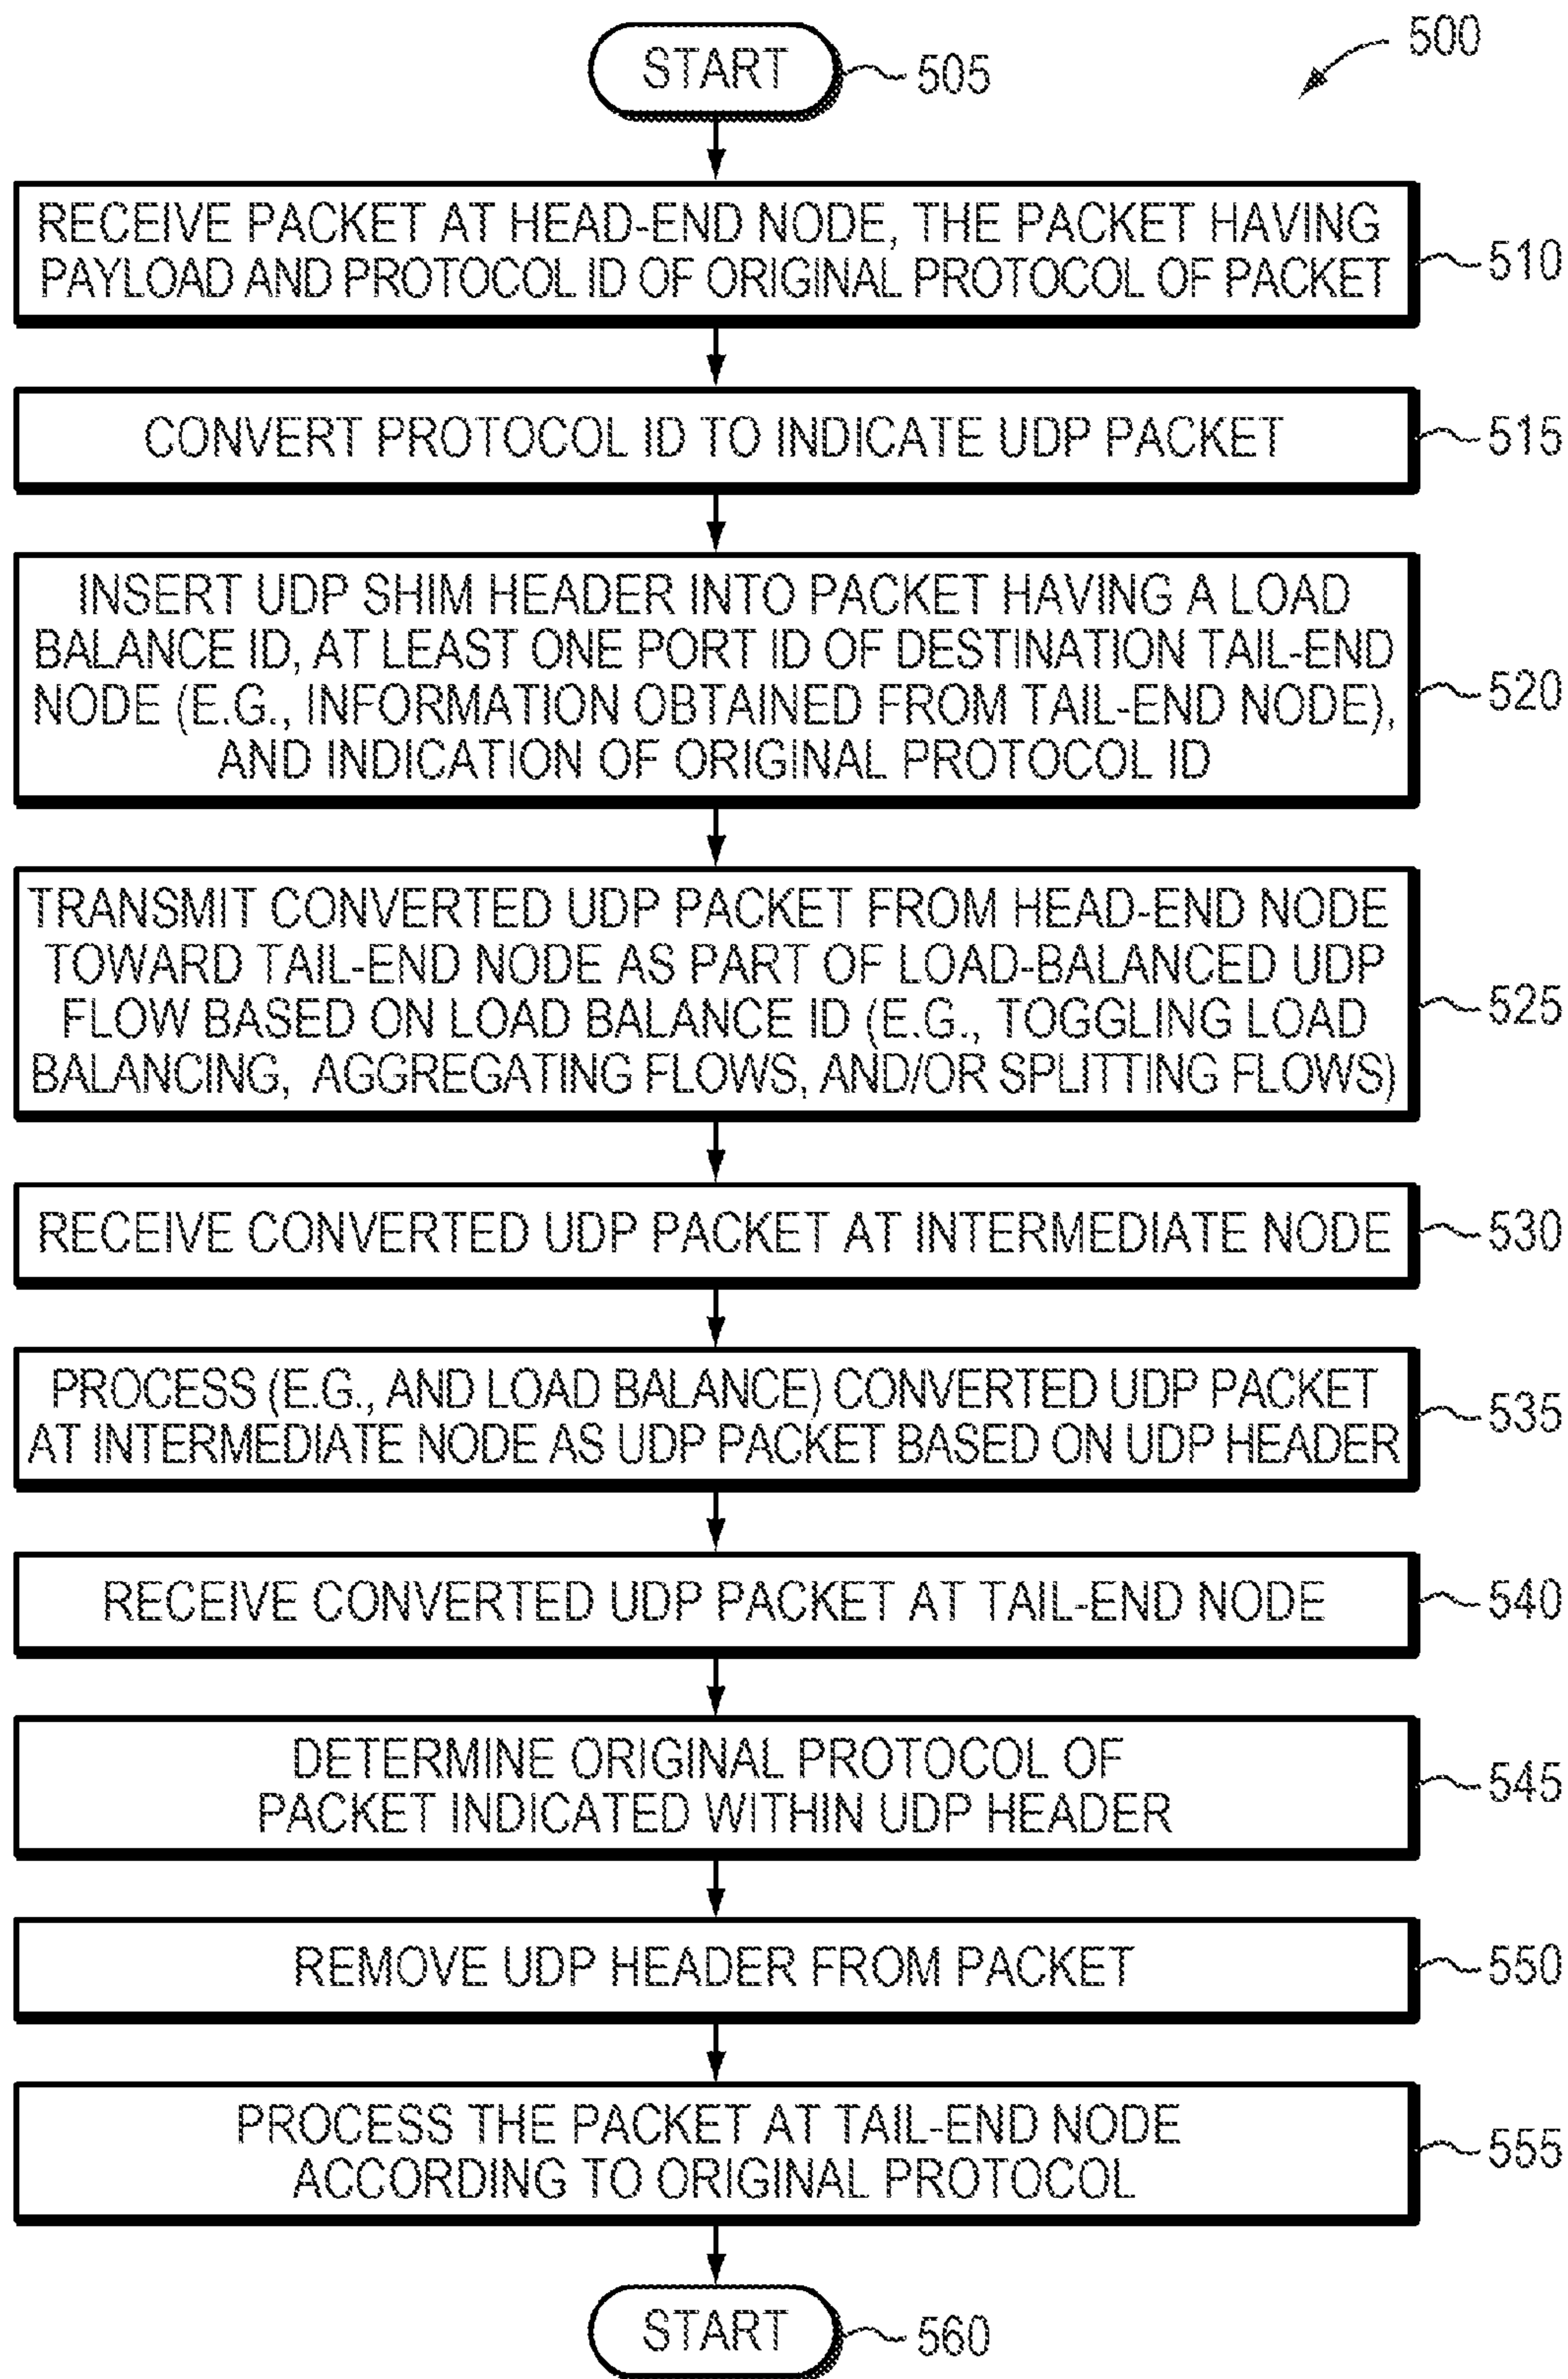 500
START
505
RECEIVE PACKET AT HEAD-END NODE, THE PACKET HAVING
PAYLOAD AND PROTOCOL ID OF ORIGINAL PROTOCOL OF PACKET
510
CONVERT PROTOCOL ID TO INDICATE UDP PACKET
515
INSERT UDP SHIM HEADER INTO PACKET HAVING A LOAD
BALANCE ID, AT LEAST ONE PORT ID OF DESTINATION TAIL-END
NODE (E.G., INFORMATION OBTAINED FROM TAIL-END NODE),
AND INDICATION OF ORIGINAL PROTOCOL ID
520
TRANSMIT CONVERTED UDP PACKET FROM HEAD-END NODE
TOWARD TAIL-END NODE AS PART OF LOAD-BALANCED UDP
FLOW BASED ON LOAD BALANCE ID (E.G., TOGGLING LOAD
BALANCING, AGGREGATING FLOWS, AND/OR SPLITTING FLOWS)
525
RECEIVE CONVERTED UDP PACKET AT INTERMEDIATE NODE
530
PROCESS (E.G., AND LOAD BALANCE) CONVERTED UDP PACKET
AT INTERMEDIATE NODE AS UDP PACKET BASED ON UDP HEADER
535
RECEIVE CONVERTED UDP PACKET AT TAIL-END NODE
540
DETERMINE ORIGINAL PROTOCOL OF
PACKET INDICATED WITHIN UDP HEADER
545
REMOVE UDP HEADER FROM PACKET
550
PROCESS THE PACKET AT TAIL-END NODE
ACCORDING TO ORIGINAL PROTOCOL
555
START
560